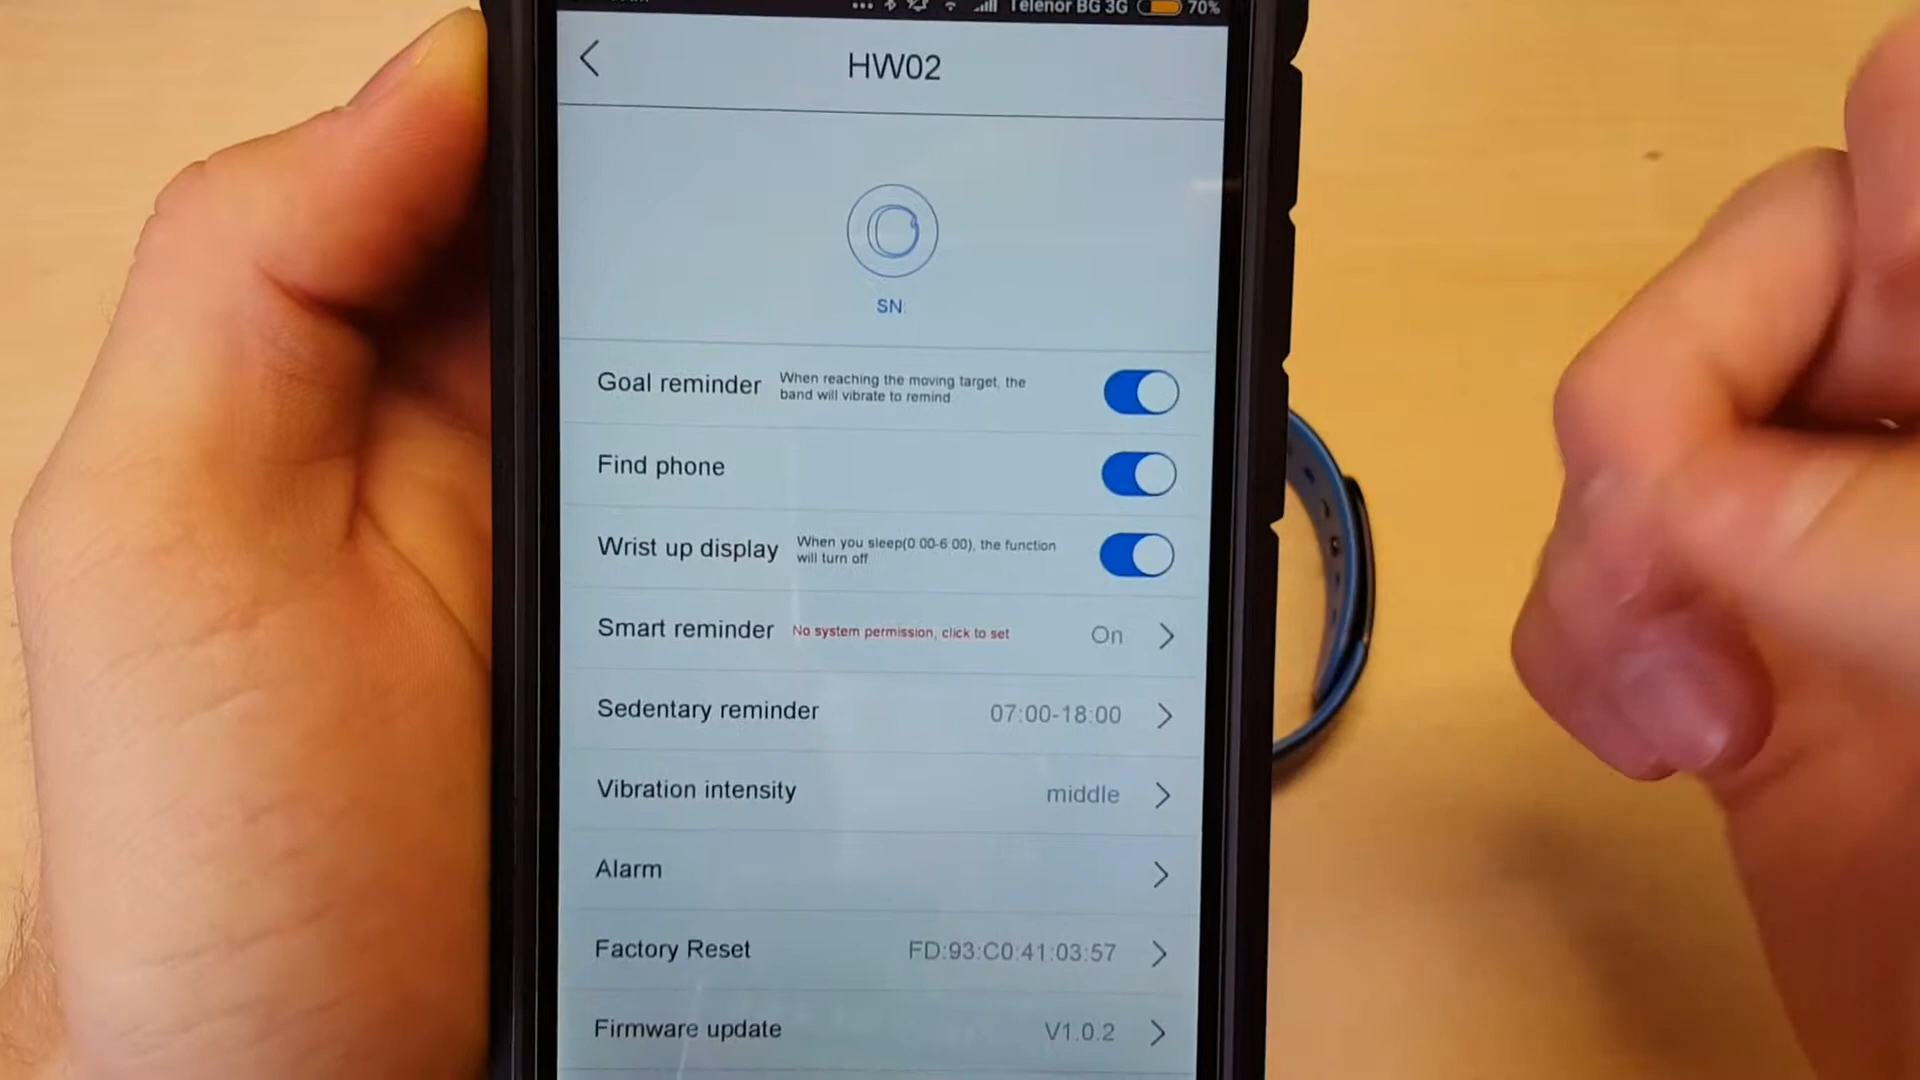 Telenor BG 3G 70%
HW02
SN
Goal reminder When reaching the moving target, the
band will vibrate to remind
Find phone
Wrist up display When you sleep(0:00-6:00), the function
will turn off
Smart reminder No system permission, click to set On
Sedentary reminder 07:00-18:00
Vibration intensity middle
Alarm
Factory Reset FD:93:C0:41:03:57
Firmware update V1.0.2